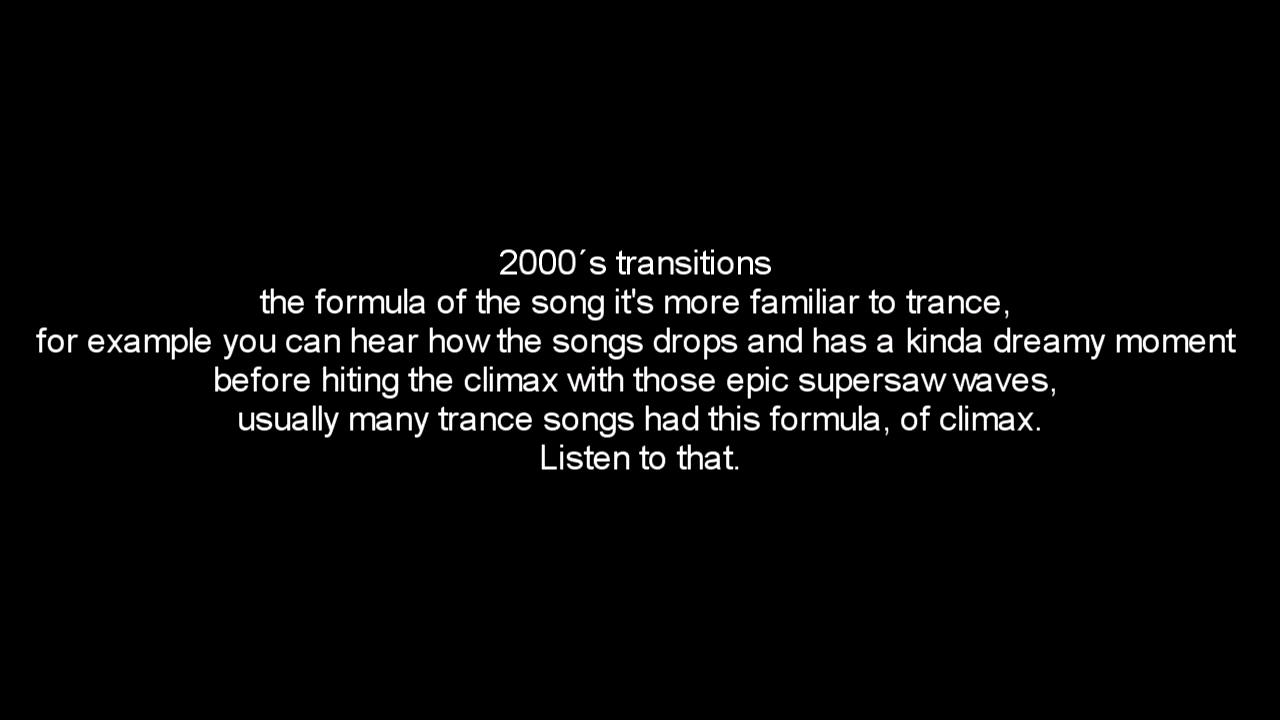 2000´s transitions
the formula of the song it's more familiar to trance,
for example you can hear how the songs drops and has a kinda dreamy moment
before hiting the climax with those epic supersaw waves,
usually many trance songs had this formula, of climax.
Listen to that.